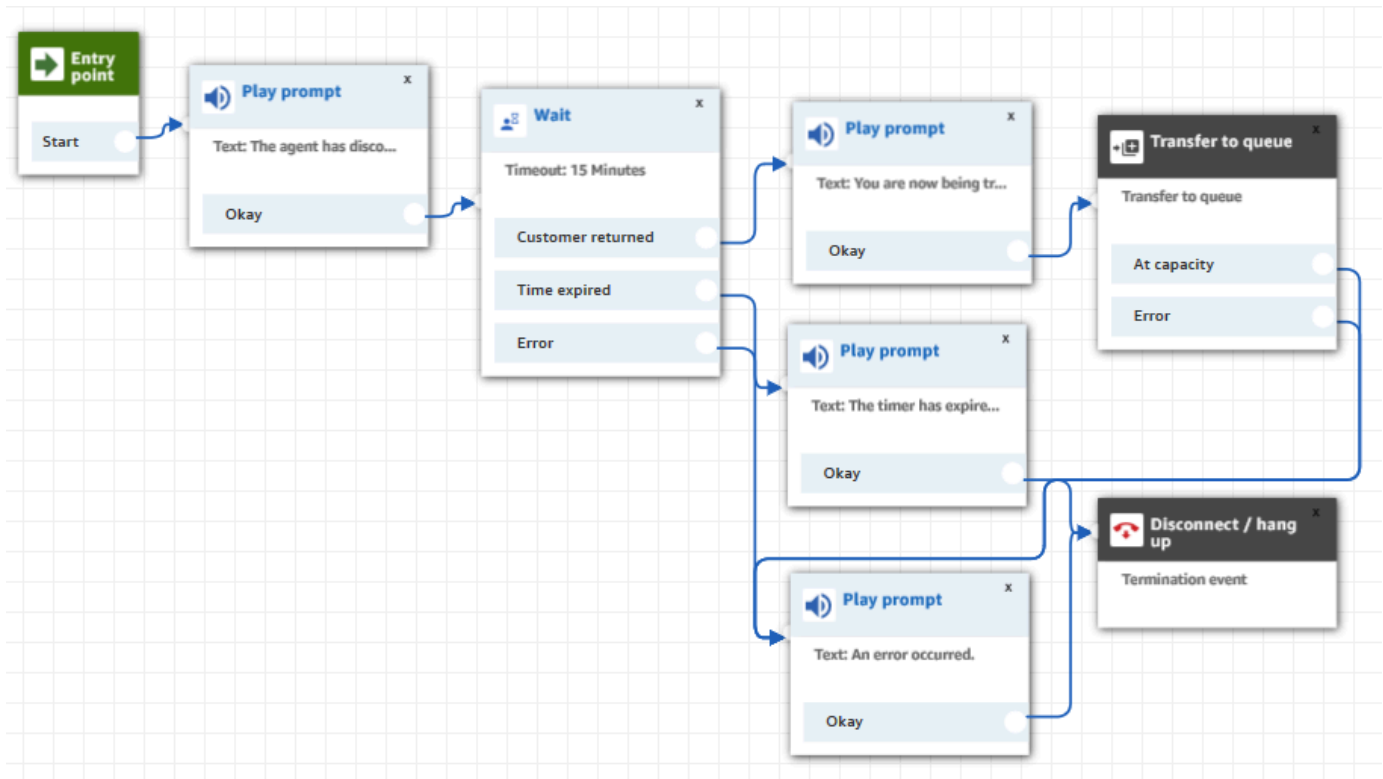 Entry
point
Start
x
Play prompt
Text: The agent has disco...
Okay
x
Wait
Timeout: 15 Minutes
Customer returned
Time expired
Error
x
Play prompt
Text: You are now being tr...
Okay
x
Transfer to queue
Transfer to queue
At capacity
Error
x
Play prompt
Text: The timer has expire...
Okay
x
Disconnect / hang
up
Termination event
x
Play prompt
Text: An error occurred.
Okay